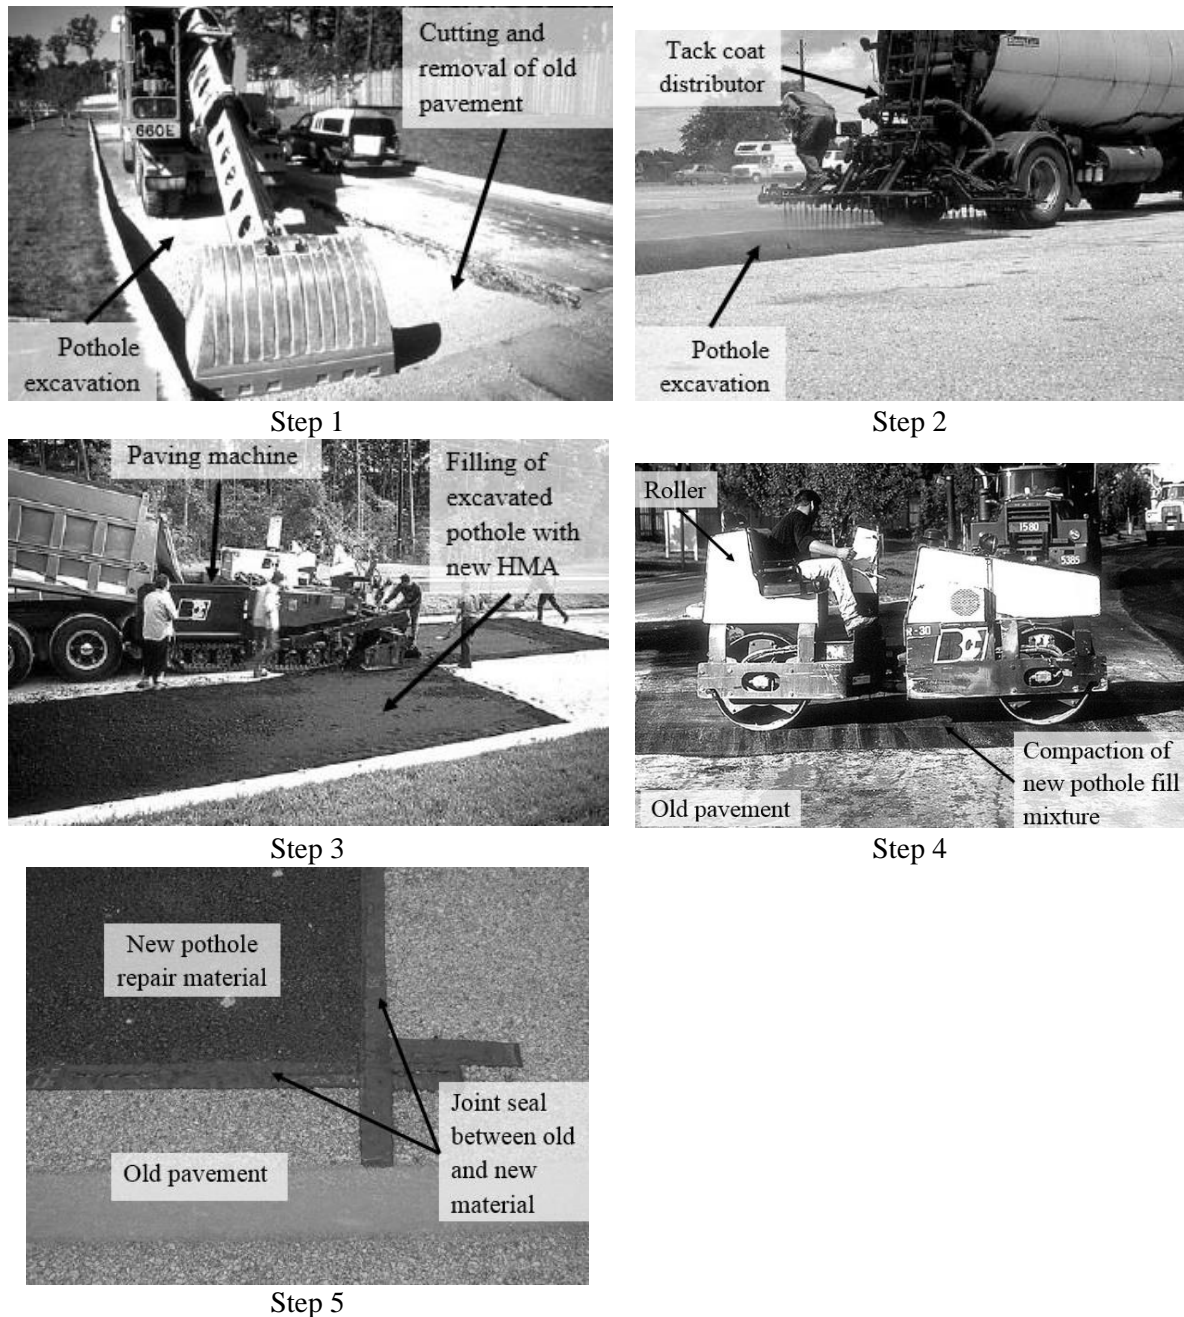 Cutting and
removal of old
pavement
660E
Pothole
excavation
Step 1
Tack coat
distributor
Pothole
excavation
Step 2
Paving machine
Filling of
excavated
pothole with
new HMA
Step 3
Roller
1580
5385
R-30
Compaction of
new pothole fill
mixture
Old pavement
Step 4
New pothole
repair material
Joint seal
between old
and new
material
Old pavement
Step 5